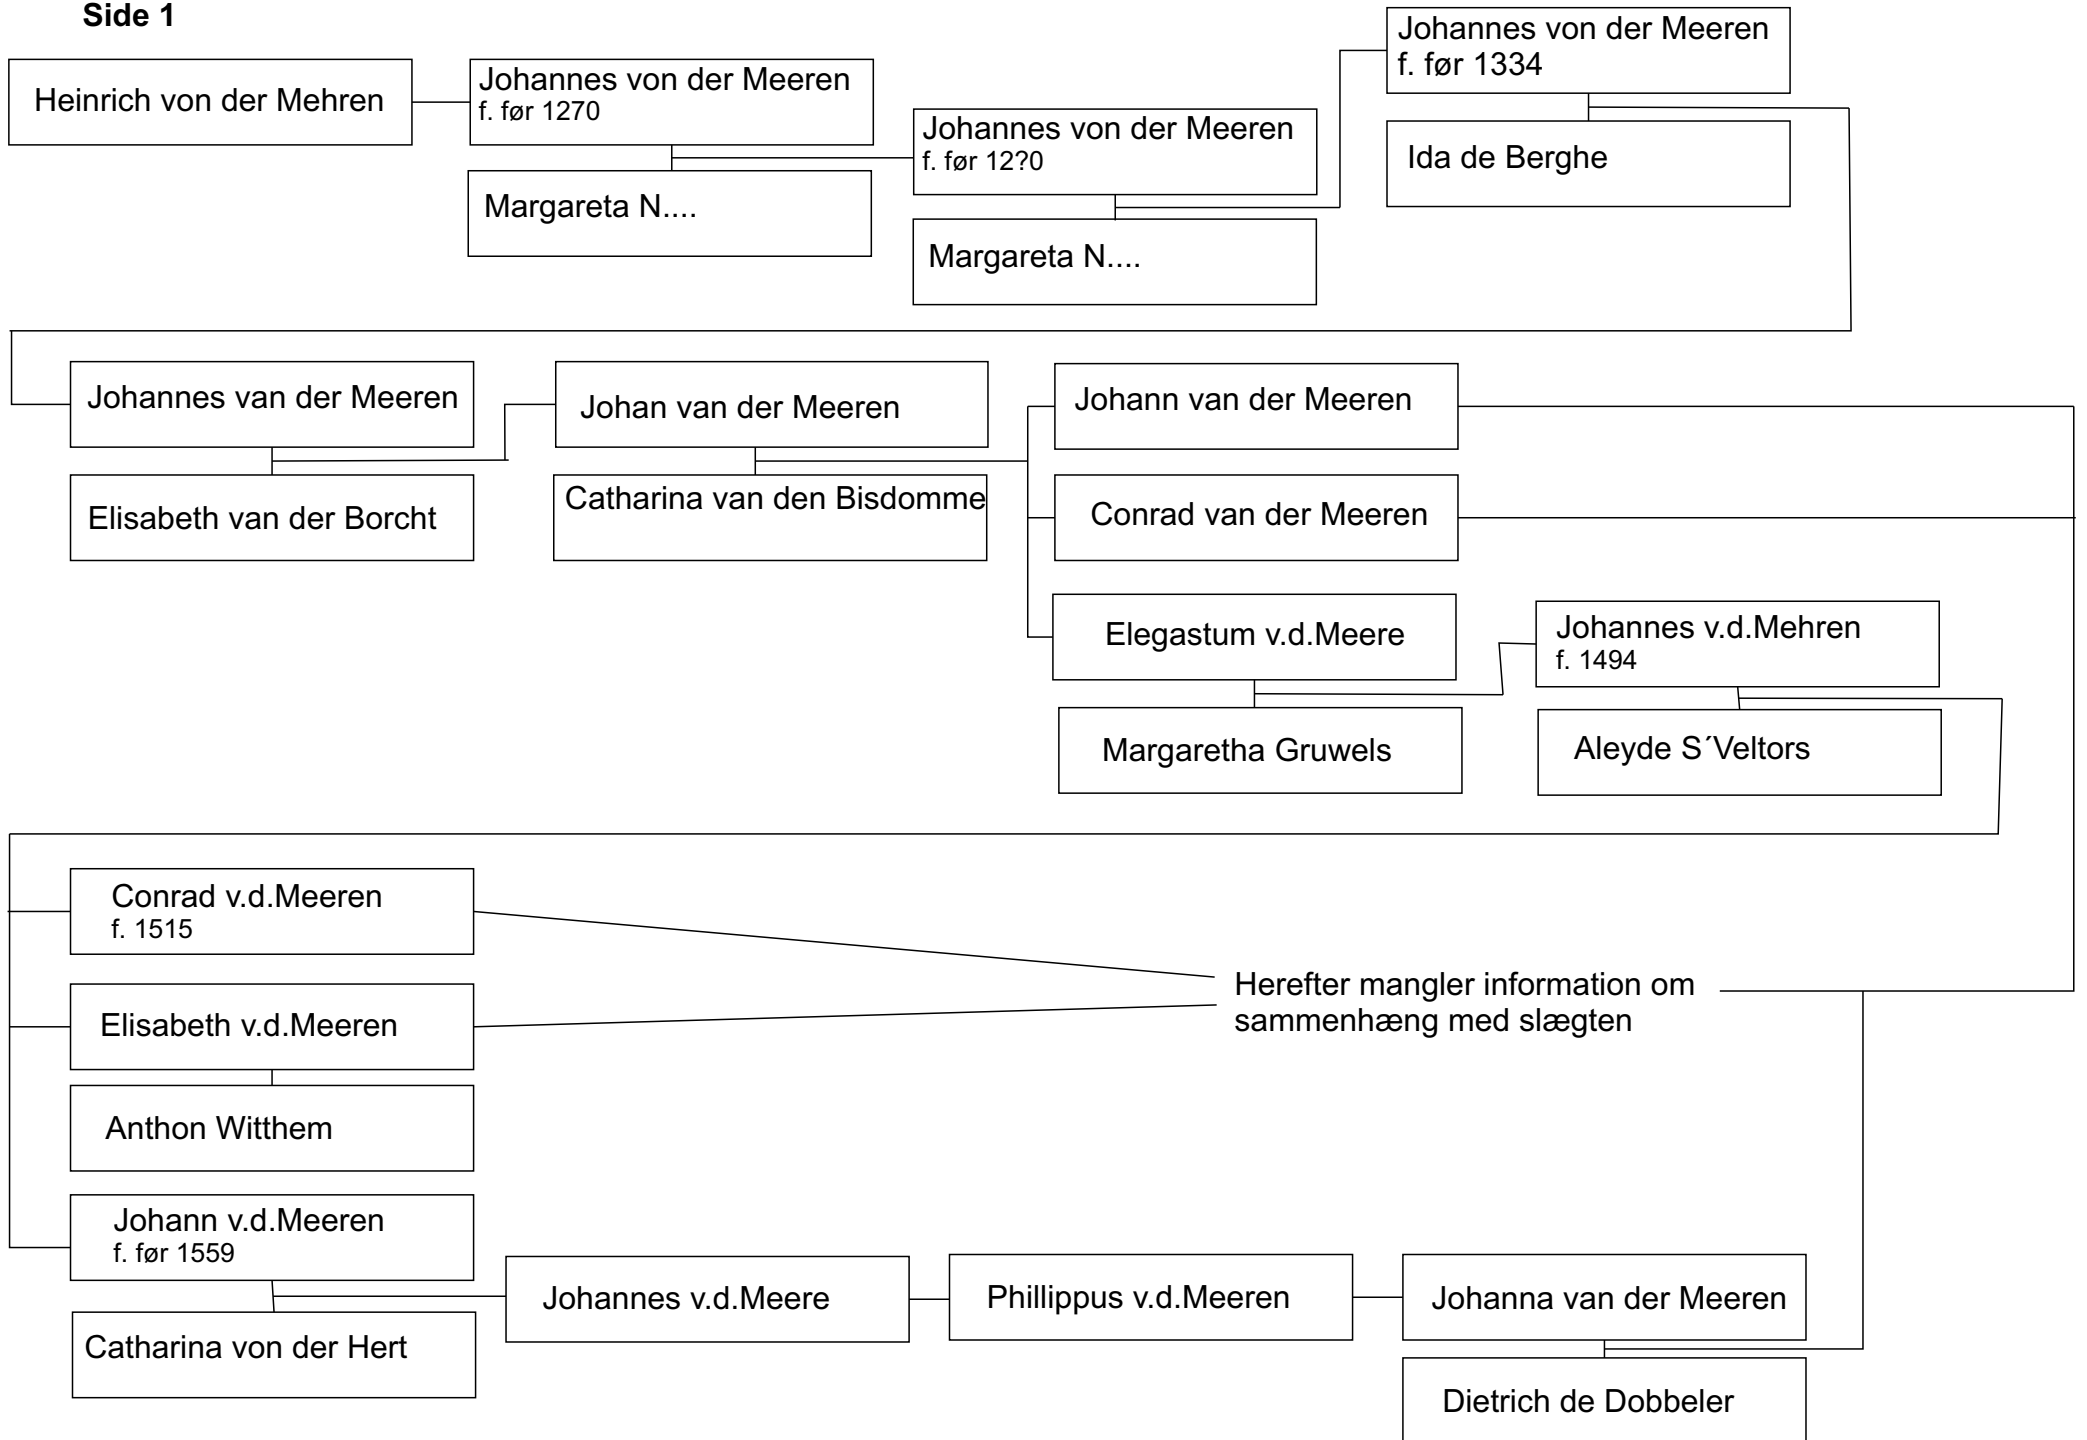 Side 1
Heinrich von der Mehren
Johannes von der Meeren
f. før 1270
Margareta N....
Johannes von der Meeren
f. før 12?0
Margareta N....
Johannes von der Meeren
f. før 1334
Ida de Berghe
Johannes van der Meeren
Elisabeth van der Borcht
Johan van der Meeren
Catharina van den Bisdomme
Johann van der Meeren
Conrad van der Meeren
Elegastum v.d.Meere
Margaretha Gruwels
Johannes v.d.Mehren
f. 1494
Aleyde S´Veltors
Conrad v.d.Meeren
f. 1515
Elisabeth v.d.Meeren
Anthon Witthem
Herefter mangler information om
sammenhæng med slægten
Johann v.d.Meeren
f. før 1559
Catharina von der Hert
Johannes v.d.Meere
Phillippus v.d.Meeren
Johanna van der Meeren
Dietrich de Dobbeler